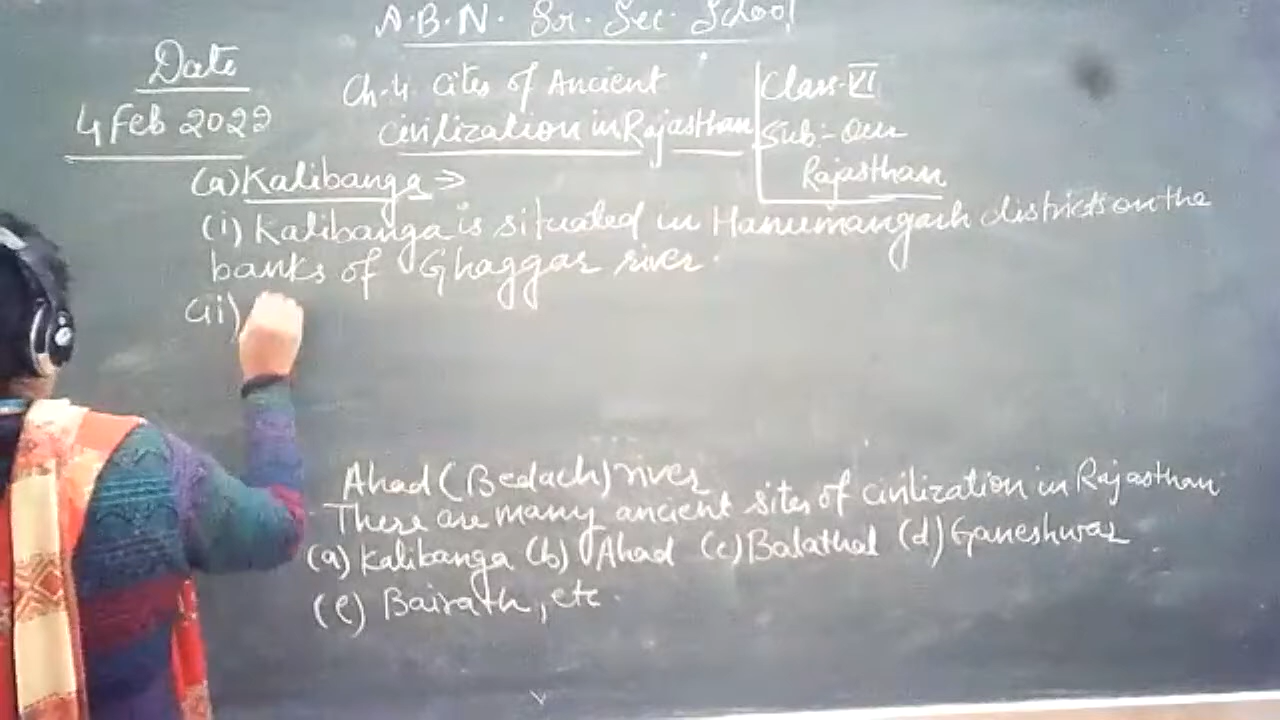 A.B.N. Sr. Sec. School
Date
4 Feb 2022
Ch-4 Cites of Ancient
Civilization in Rajasthan
Class-VI
Sub:- Our
Rajasthan
(a) Kalibanga →
(i) Kalibanga is situated in Hanumangarh districts on the
banks of Ghaggar river.
(ii)
Ahad (Bedach) river
There are many ancient sites of civilization in Rajasthan
(a) Kalibanga (b) Ahad (c) Balathal (d) Ganeshwar
(e) Bairath, etc.